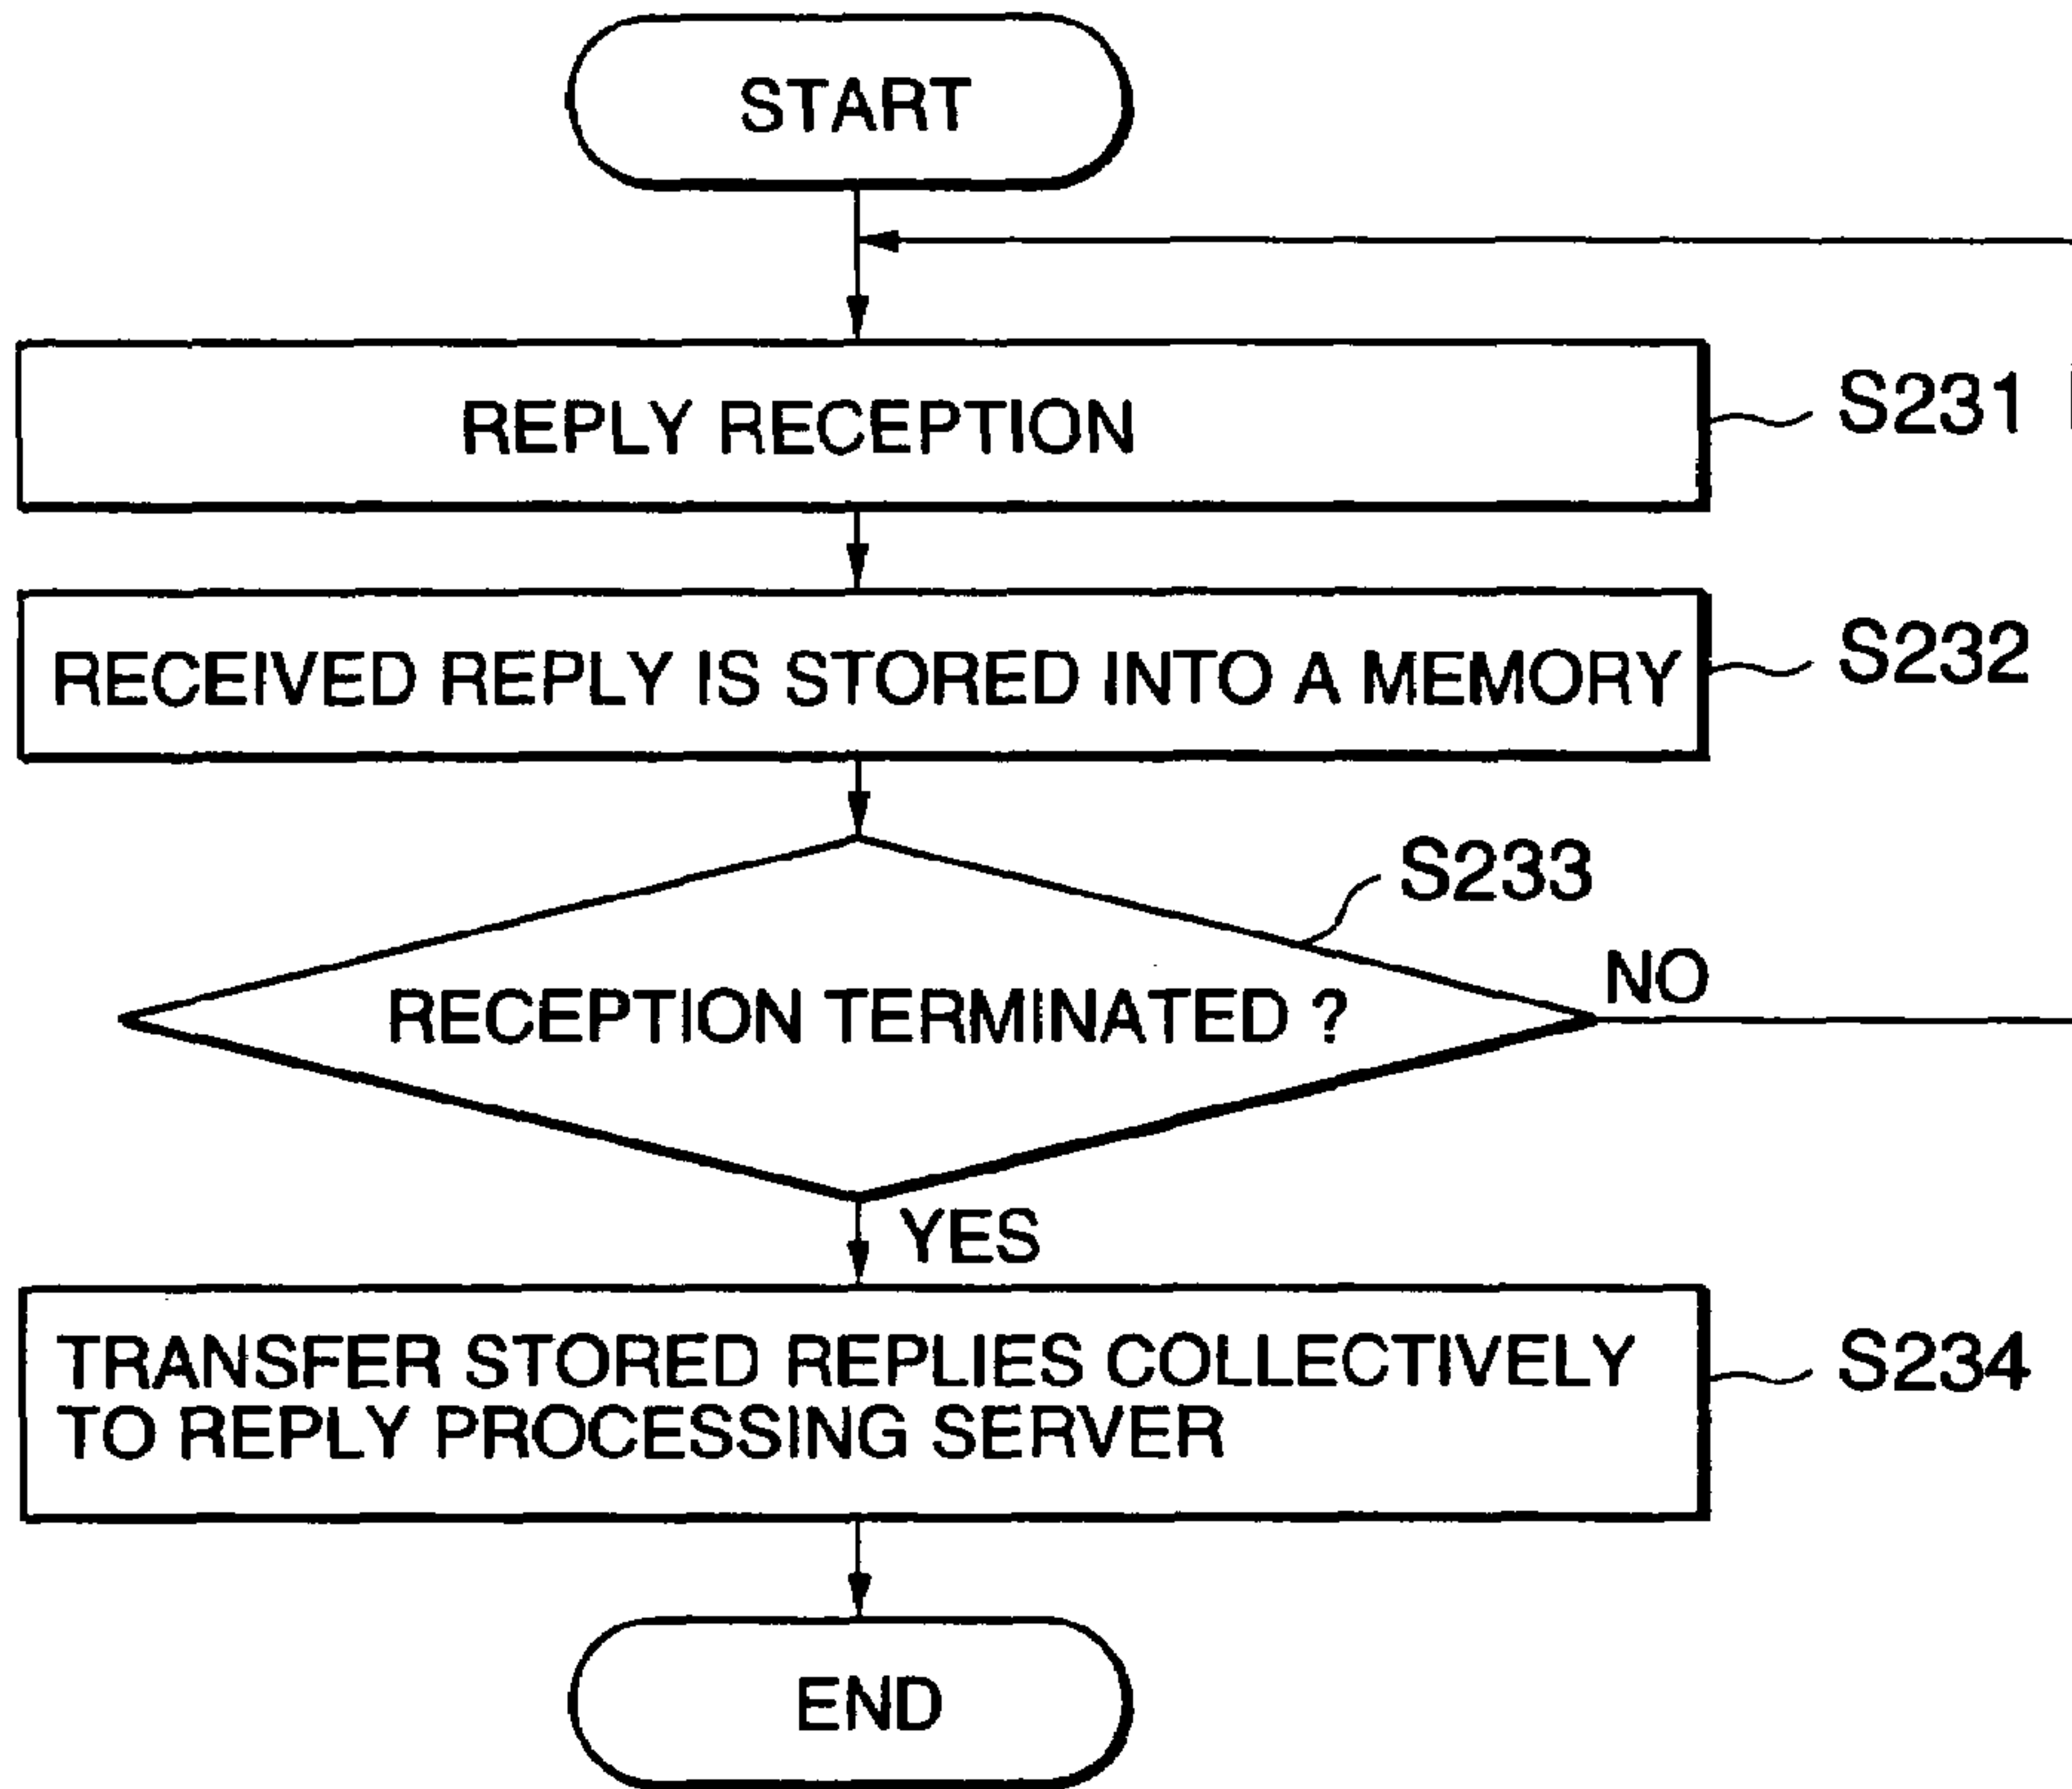 START
REPLY RECEPTION
S231
RECEIVED REPLY IS STORED INTO A MEMORY
S232
S233
RECEPTION TERMINATED ?
NO
YES
TRANSFER STORED REPLIES COLLECTIVELY
TO REPLY PROCESSING SERVER
S234
END